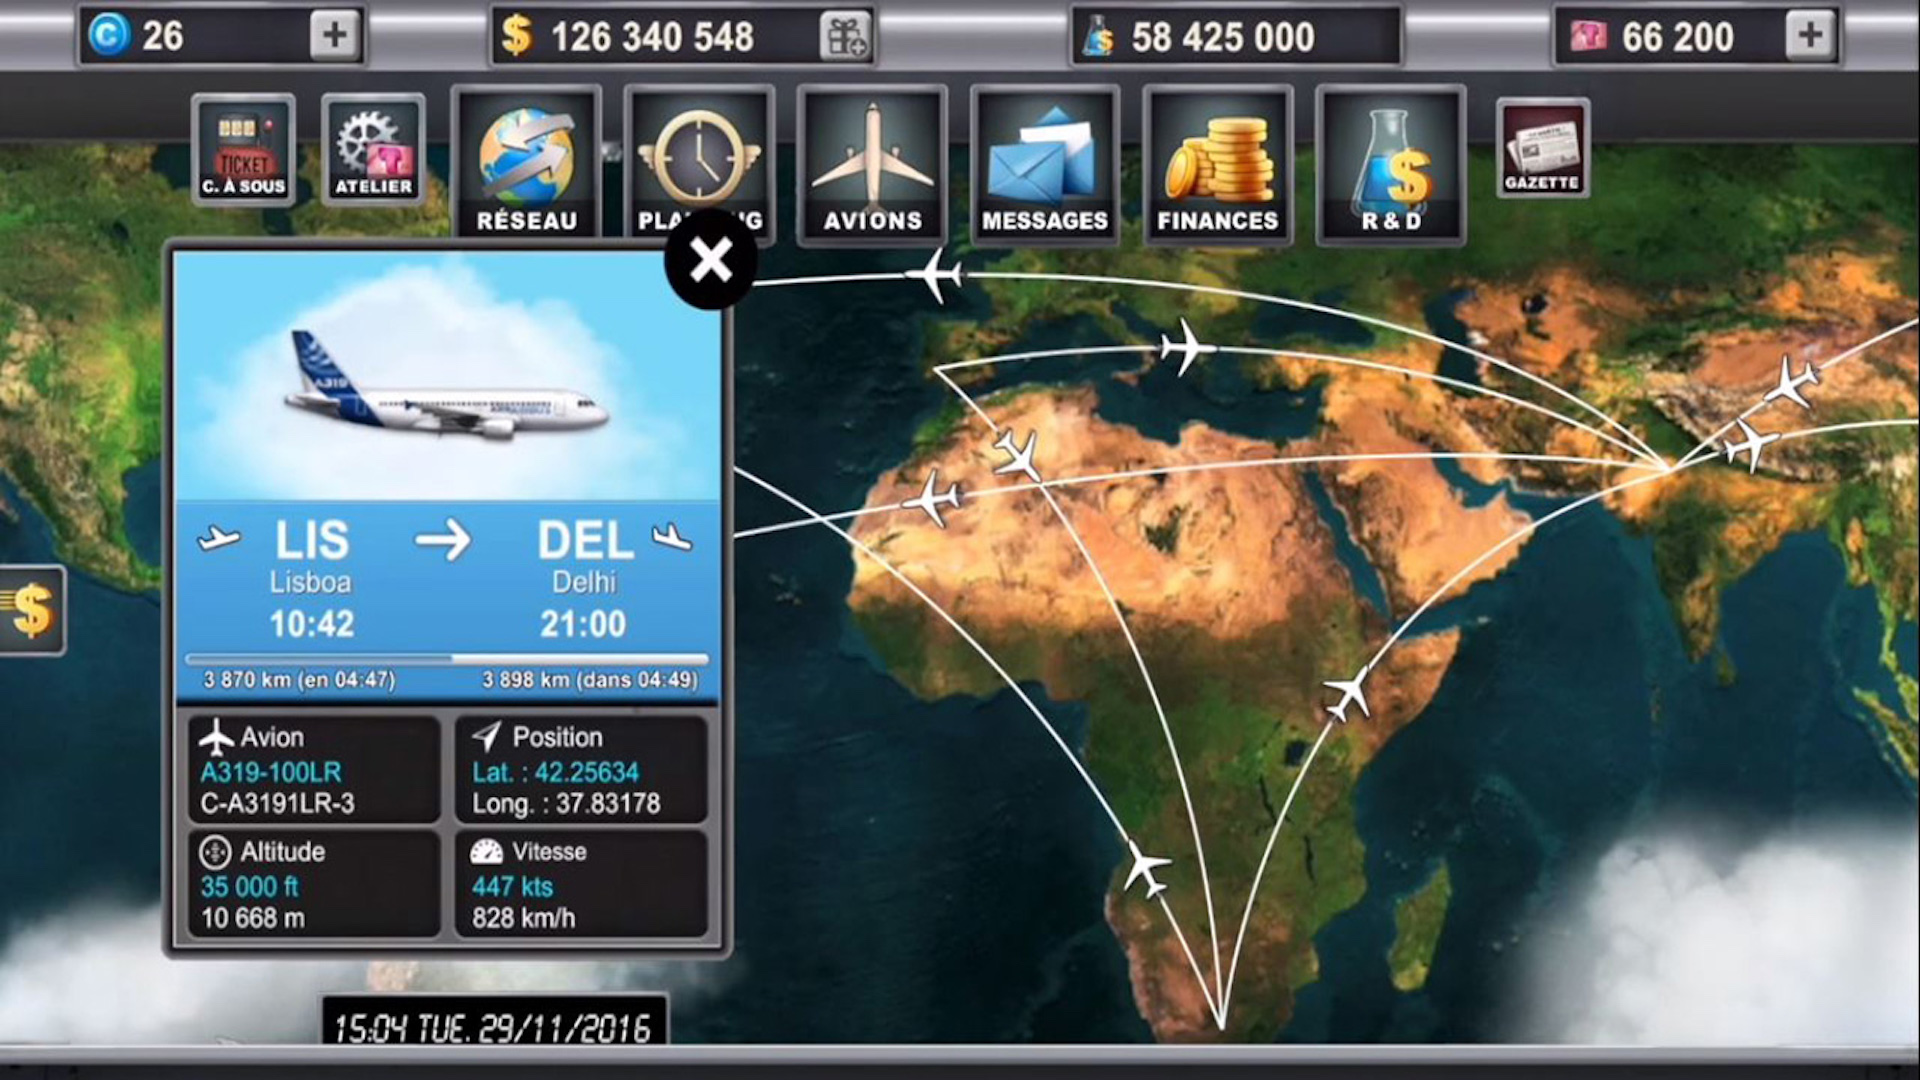 26
126 340 548
58 425 000
66 200
TICKET
C. À SOUS
ATELIER
RÉSEAU
AVIONS
MESSAGES
FINANCES
R & D
GAZETTE
A319
LIS
DEL
Lisboa
Delhi
10:42
21:00
3 870 km (en 04:47)
3 898 km (dans 04:49)
Avion
A319-100LR
C-A3191LR-3
Position
Lat. : 42.25634
Long. : 37.83178
Altitude
35 000 ft
10 668 m
Vitesse
447 kts
828 km/h
15:04 TUE. 29/11/2016